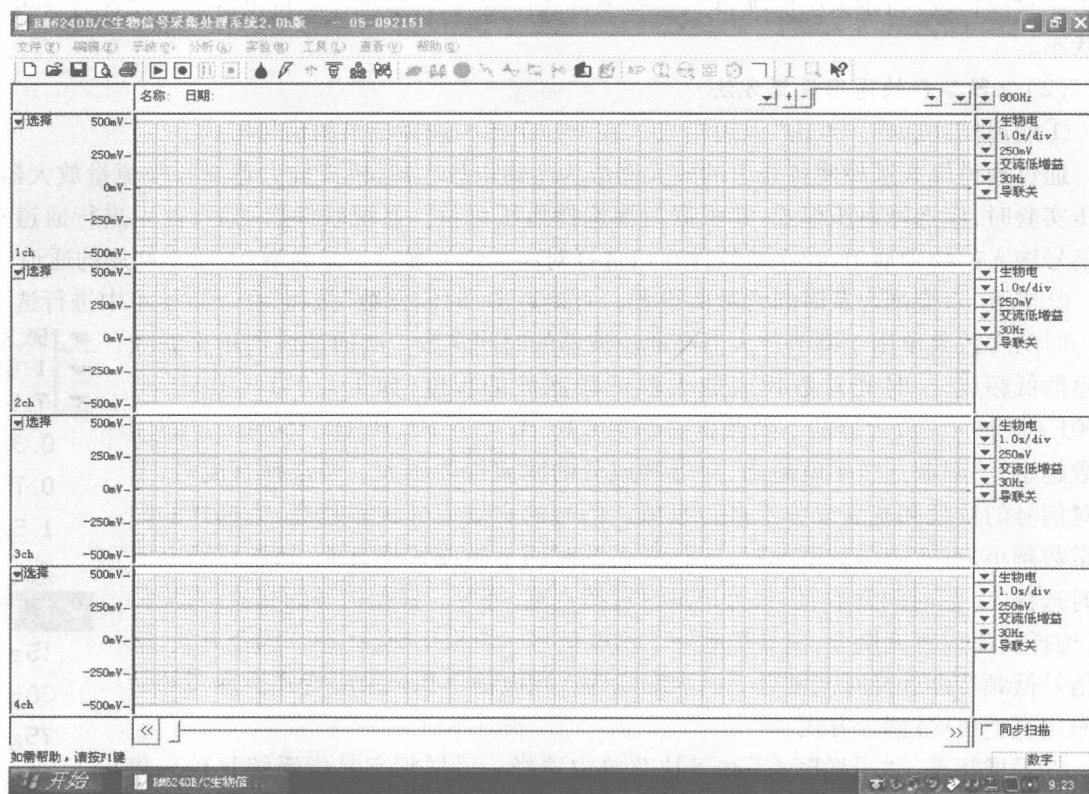 RM6240B/C生物信号采集处理系统2.0h版 - 05-092151
文件(F) 编辑(E) 示波(O) 分析(A) 实验(M) 工具(L) 查看(V) 帮助(H)
名称: 日期: 800Hz
选择
500mV
250mV
0mV
-250mV
-500mV
1ch
生物电
1.0s/div
250mV
交流低增益
30Hz
导联关
选择
500mV
250mV
0mV
-250mV
-500mV
2ch
生物电
1.0s/div
250mV
交流低增益
30Hz
导联关
选择
500mV
250mV
0mV
-250mV
-500mV
3ch
生物电
1.0s/div
250mV
交流低增益
30Hz
导联关
选择
500mV
250mV
0mV
-250mV
-500mV
4ch
生物电
1.0s/div
250mV
交流低增益
30Hz
导联关
<< >> 同步扫描
如需帮助，请按F1键 数字
开始 RM6240B/C生物信... 9:23